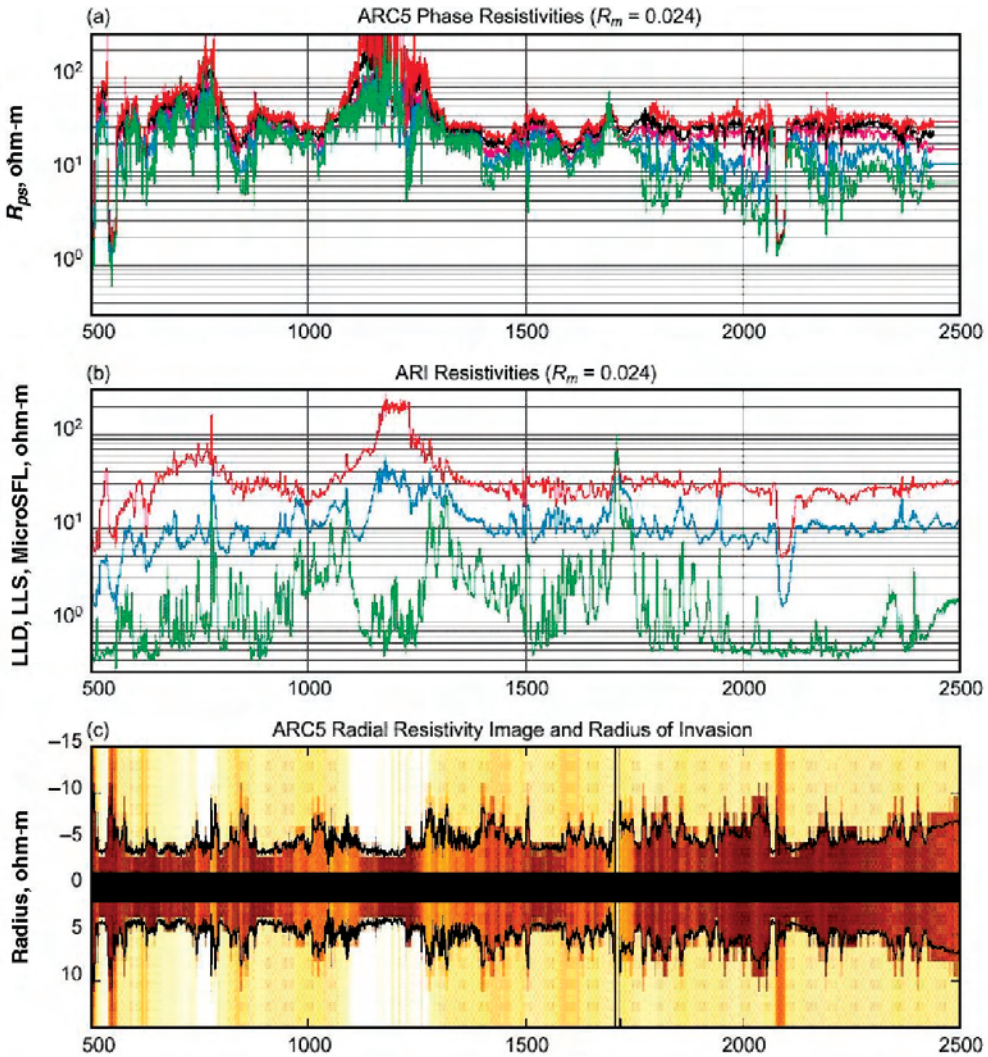 (a)
ARC5 Phase Resistivities (Rm = 0.024)
Rps, ohm-m
10²
10¹
10⁰
500 1000 1500 2000 2500
(b)
ARI Resistivities (Rm = 0.024)
LLD, LLS, MicroSFL, ohm-m
10²
10¹
10⁰
500 1000 1500 2000 2500
(c)
ARC5 Radial Resistivity Image and Radius of Invasion
Radius, ohm-m
–15
–10
–5
0
5
10
500 1000 1500 2000 2500